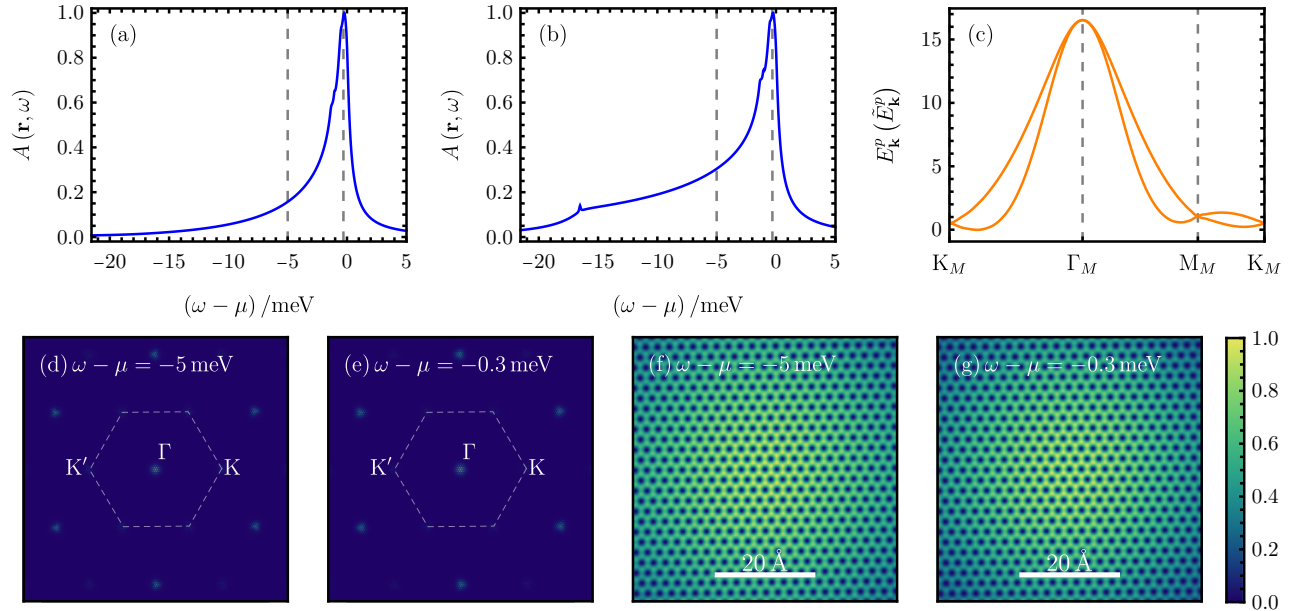 (a)
A (r, ω)
1.0
0.8
0.6
0.4
0.2
0.0
−20 −15 −10 −5 0 5
(ω − μ) /meV
(b)
A (r, ω)
1.0
0.8
0.6
0.4
0.2
0.0
−20 −15 −10 −5 0 5
(ω − μ) /meV
(c)
E_k^p (Ẽ_k^p)
15
10
5
0
K_M Γ_M M_M K_M
(d) ω − μ = −5 meV
Γ
K′ K
(e) ω − μ = −0.3 meV
Γ
K′ K
(f) ω − μ = −5 meV
20 Å
(g) ω − μ = −0.3 meV
20 Å
1.0
0.8
0.6
0.4
0.2
0.0